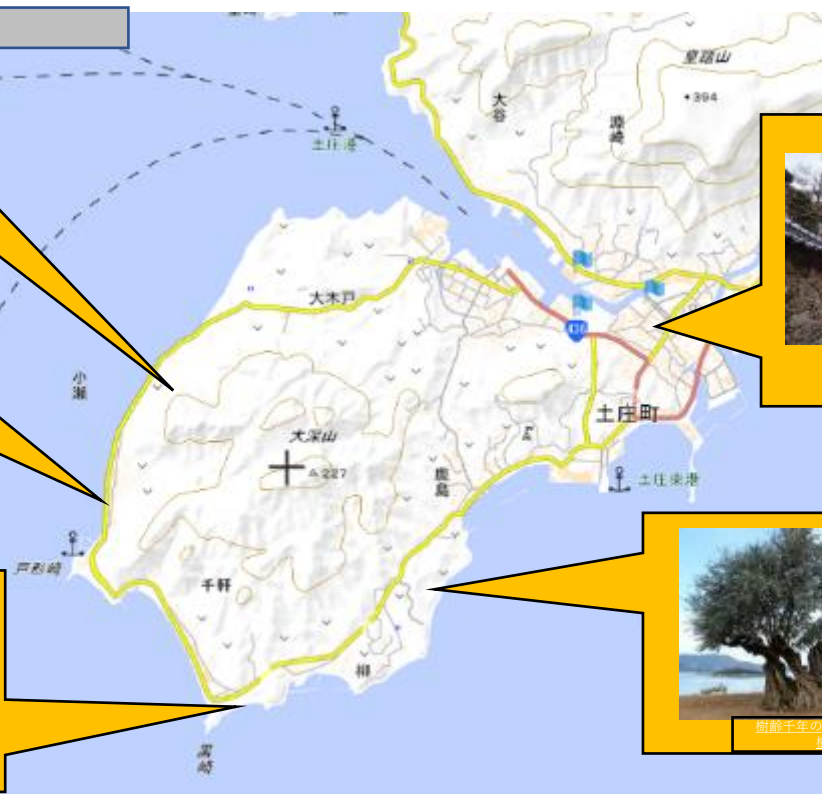 皇踏山
・394
大谷
淵崎
土庄港
大木戸
436
小瀬
土庄町
大深山
227
鹿島
土庄東港
戸形崎
千軒
柳
黒崎
樹齢千年の